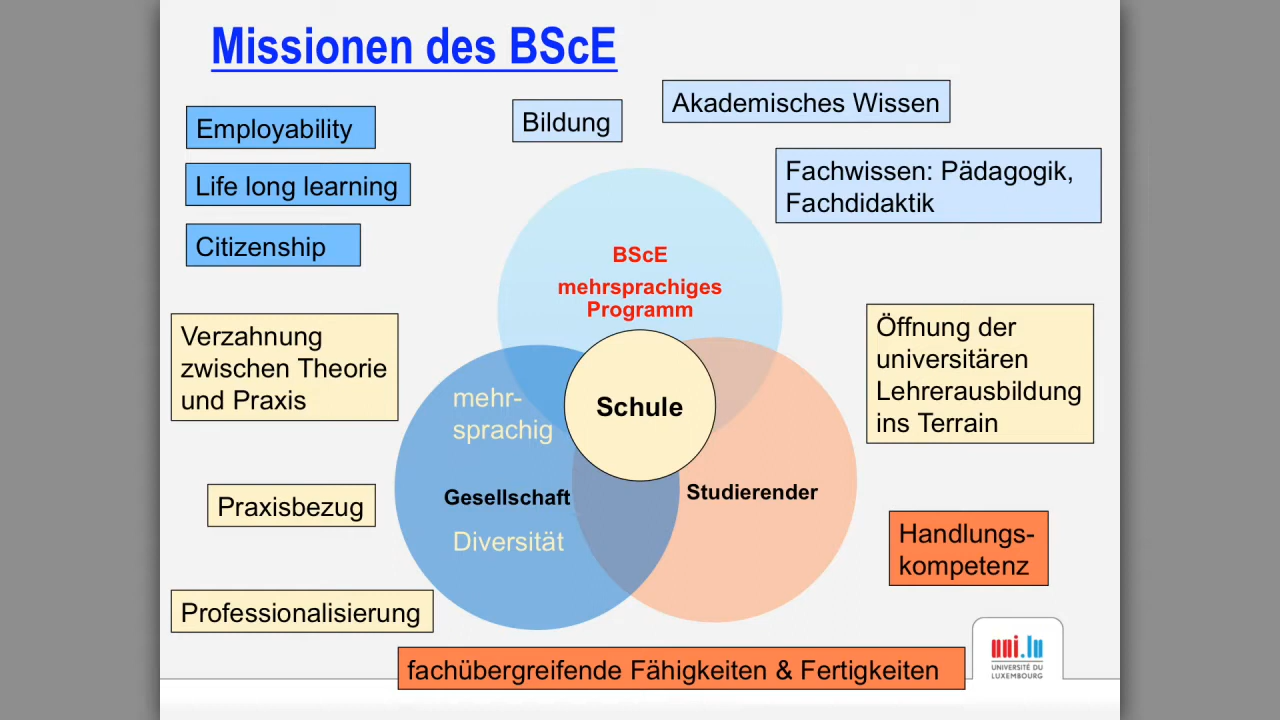 Missionen des BScE
Akademisches Wissen
Bildung
Employability
Fachwissen: Pädagogik,
Fachdidaktik
Life long learning
Citizenship
BScE
mehrsprachiges
Programm
Verzahnung
zwischen Theorie
und Praxis
Öffnung der
universitären
Lehrerausbildung
ins Terrain
mehr-
sprachig
Schule
Gesellschaft
Studierender
Diversität
Praxisbezug
Handlungs-
kompetenz
Professionalisierung
fachübergreifende Fähigkeiten & Fertigkeiten
uni.lu
UNIVERSITÉ DU
LUXEMBOURG